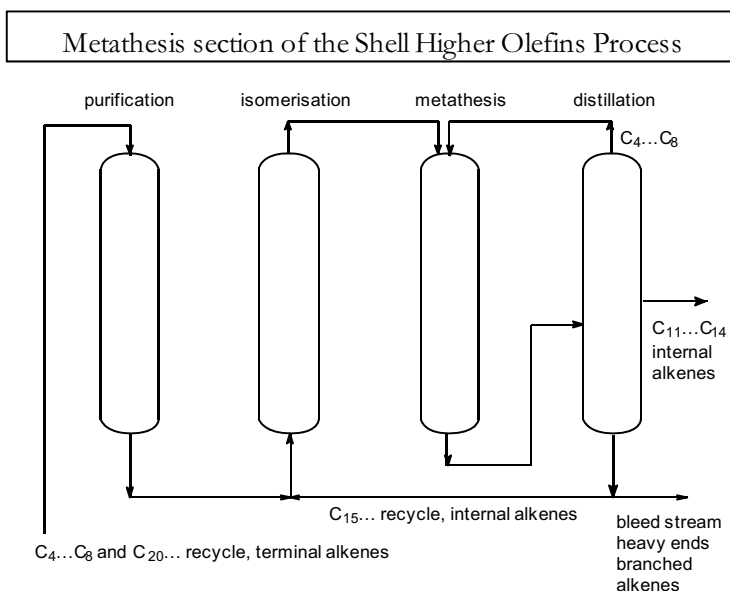 Metathesis section of the Shell Higher Olefins Process
purification
isomerisation
metathesis
distillation
C4...C8
C11...C14
internal
alkenes
C15... recycle, internal alkenes
bleed stream
heavy ends
branched
alkenes
C4...C8 and C20... recycle, terminal alkenes